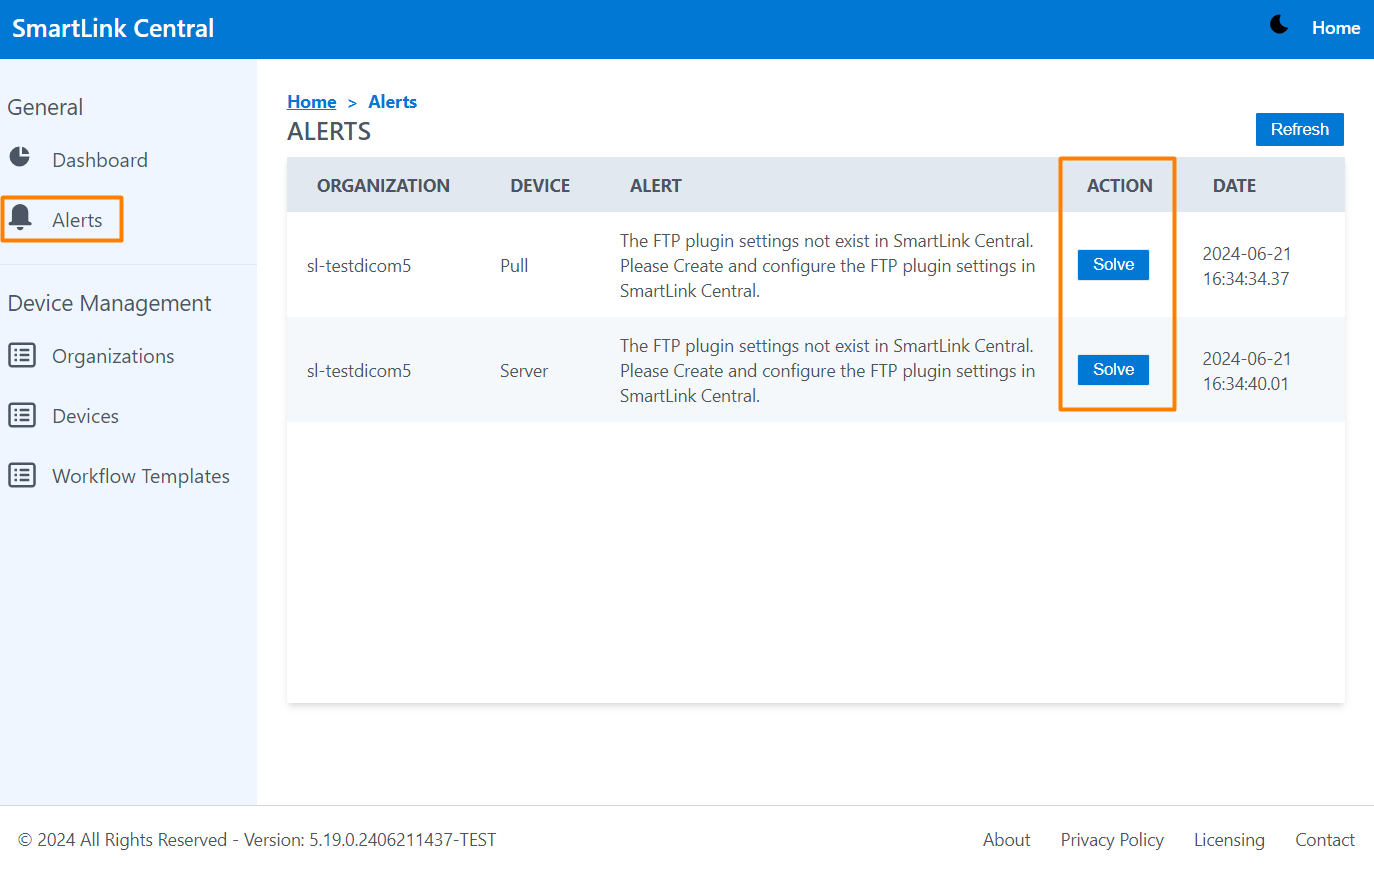 SmartLink Central
Home
General
Dashboard
Alerts
Device Management
Organizations
Devices
Workflow Templates
Home > Alerts
ALERTS
Refresh
ORGANIZATION DEVICE ALERT ACTION DATE
The FTP plugin settings not exist in SmartLink Central.
sl-testdicom5 Pull Please Create and configure the FTP plugin settings in Solve 2024-06-21
SmartLink Central. 16:34:34.37
The FTP plugin settings not exist in SmartLink Central.
sl-testdicom5 Server Please Create and configure the FTP plugin settings in Solve 2024-06-21
SmartLink Central. 16:34:40.01
© 2024 All Rights Reserved - Version: 5.19.0.2406211437-TEST
About Privacy Policy Licensing Contact